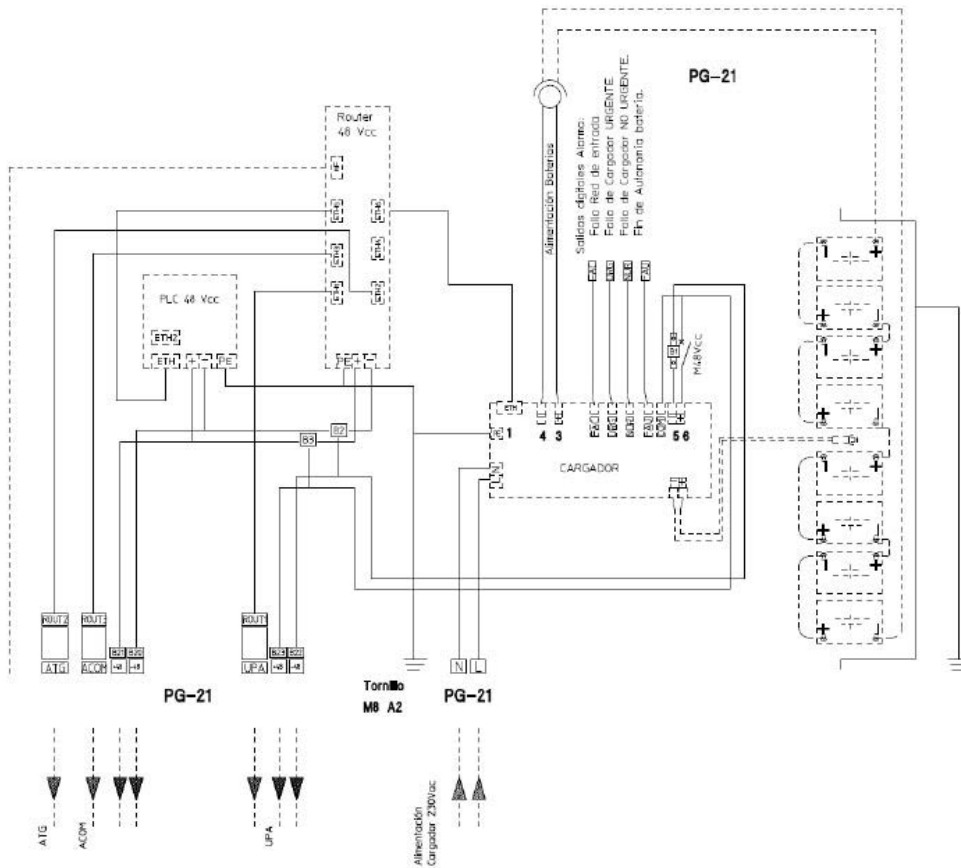 PG-21
Router
48 Vcc
Alimentación Baterías
Salidas digitales Alarma:
Fallo Red de entrada
Fallo de Cargador URGENTE.
Fallo de Cargador NO URGENTE.
Fin de Autonomía batería.
PLC 48 Vcc
ETH2
ETH
+
-
PE
PE
+
-
M48Vcc
B1
B2
B3
ETH
1
4
3
5
6
COM
CARGADOR
N
ROUT2
ROUT3
ROUT1
ATG
ACOM
UPA
N
L
PG-21
Tornillo
M8 A2
PG-21
ATG
ACOM
UPA
Alimentación
Cargador 230Vac